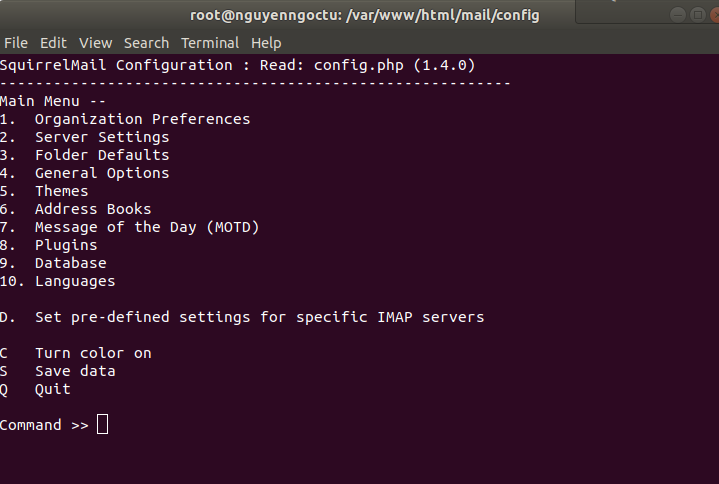 root@nguyenngoctu: /var/www/html/mail/config
File Edit View Search Terminal Help
SquirrelMail Configuration : Read: config.php (1.4.0)
---------------------------------------------------------
Main Menu --
1.  Organization Preferences
2.  Server Settings
3.  Folder Defaults
4.  General Options
5.  Themes
6.  Address Books
7.  Message of the Day (MOTD)
8.  Plugins
9.  Database
10. Languages
D.  Set pre-defined settings for specific IMAP servers
C   Turn color on
S   Save data
Q   Quit
Command >>